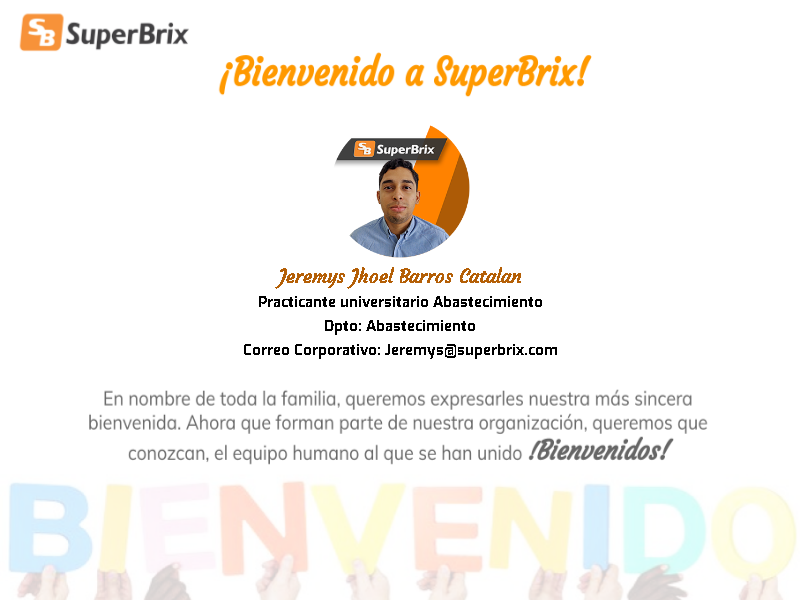 SB SuperBrix
¡Bienvenido a SuperBrix!
SB SuperBrix
Jeremys Jhoel Barros Catalan
Practicante universitario Abastecimiento
Dpto: Abastecimiento
Correo Corporativo: Jeremys@superbrix.com
En nombre de toda la familia, queremos expresarles nuestra más sincera
bienvenida. Ahora que forman parte de nuestra organización, queremos que
conozcan, el equipo humano al que se han unido ¡Bienvenidos!
BIENVENIDO